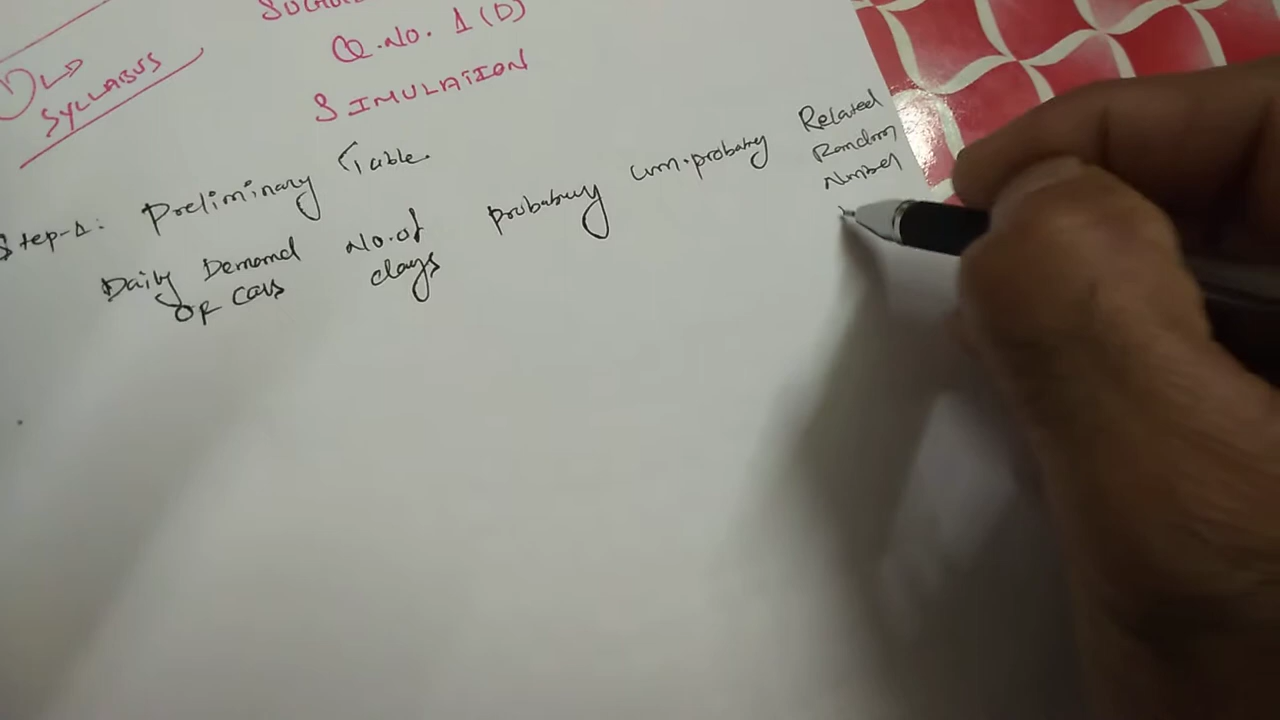 Q.No. 1(D)
OLD
SYLLABUS
SIMULATION
Step-1: Preliminary Table
Daily Demand OF Cars
No.of days
probability
cum.probability
Related Random Number